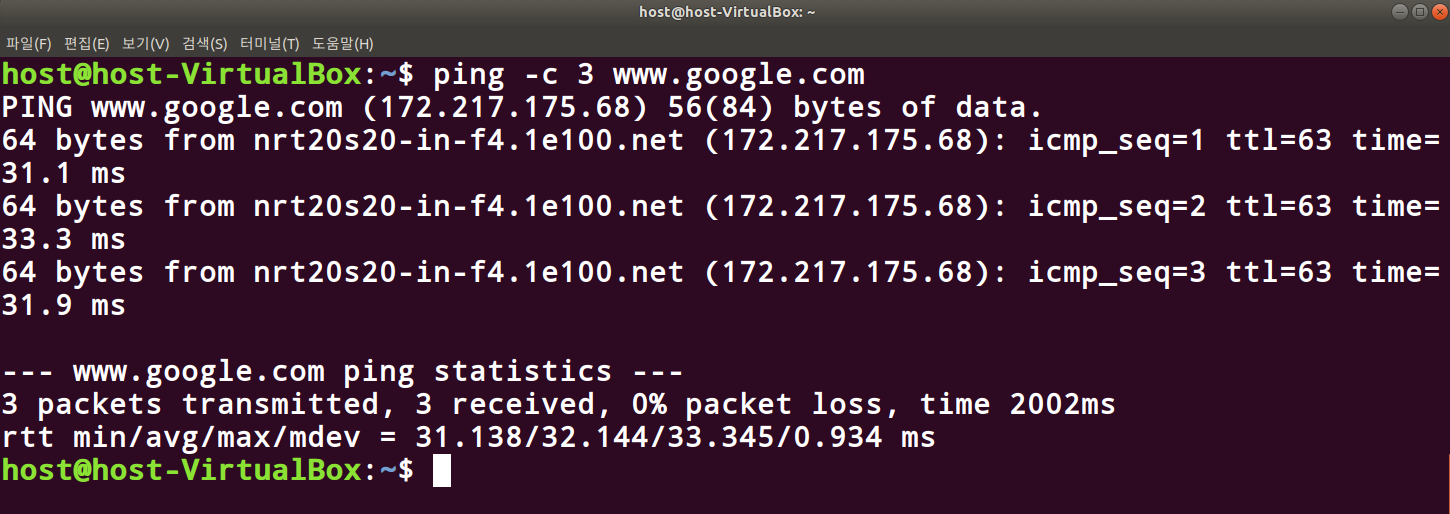 host@host-VirtualBox: ~
파일(F) 편집(E) 보기(V) 검색(S) 터미널(T) 도움말(H)
host@host-VirtualBox:~$ ping -c 3 www.google.com
PING www.google.com (172.217.175.68) 56(84) bytes of data.
64 bytes from nrt20s20-in-f4.1e100.net (172.217.175.68): icmp_seq=1 ttl=63 time=
31.1 ms
64 bytes from nrt20s20-in-f4.1e100.net (172.217.175.68): icmp_seq=2 ttl=63 time=
33.3 ms
64 bytes from nrt20s20-in-f4.1e100.net (172.217.175.68): icmp_seq=3 ttl=63 time=
31.9 ms
--- www.google.com ping statistics ---
3 packets transmitted, 3 received, 0% packet loss, time 2002ms
rtt min/avg/max/mdev = 31.138/32.144/33.345/0.934 ms
host@host-VirtualBox:~$